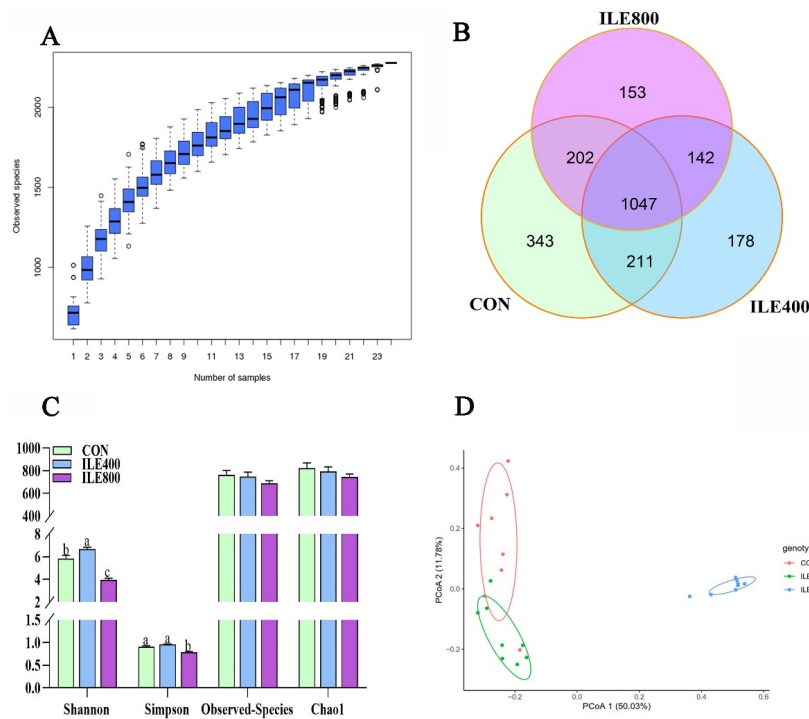 A
Observed species
2000
1500
1000
1 2 3 4 5 6 7 8 9 11 13 15 17 19 21 23
Number of samples
B
ILE800
153
202
142
1047
343
178
211
CON
ILE400
C
CON
ILE400
ILE800
1000
800
600
400
8
6
4
2
1.5
1.0
0.5
0.0
b
a
c
a
a
b
Shannon Simpson Observed-Species Chao1
D
PCoA 2 (11.78%)
0.4
0.2
0.0
-0.2
-0.2 0.0 0.2 0.4 0.6
PCoA 1 (50.03%)
genoty
CO
ILE
ILE